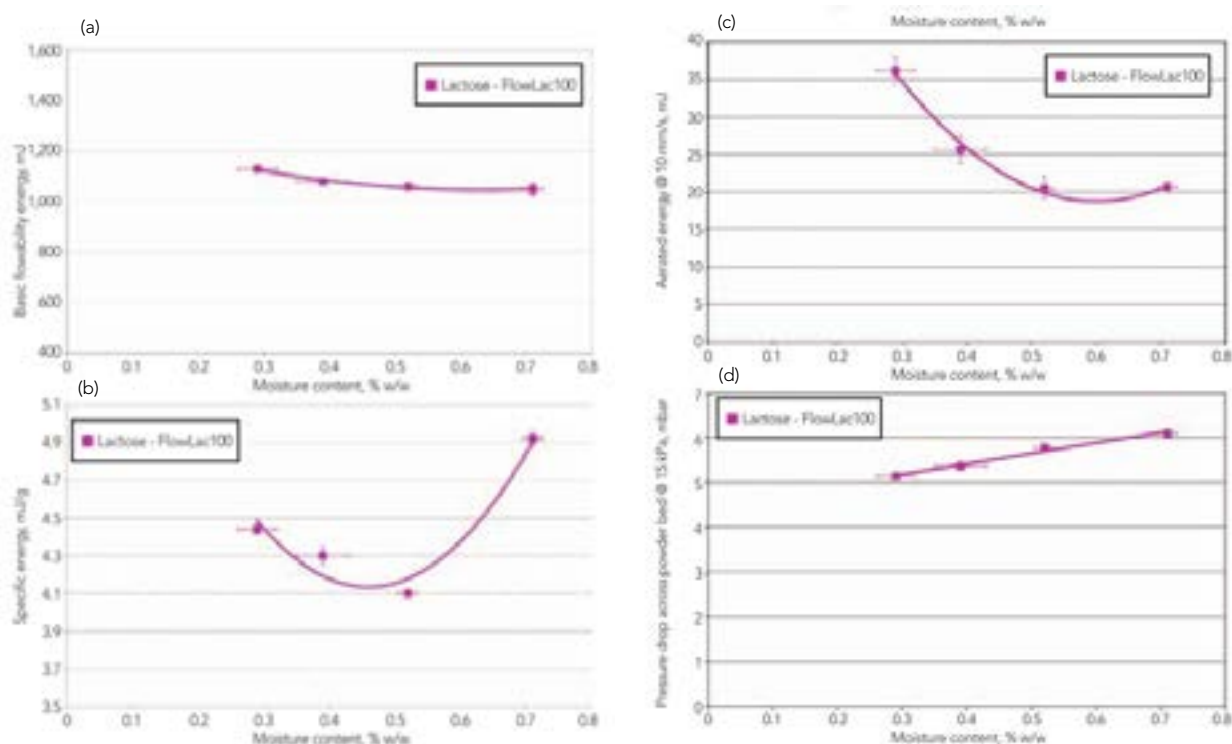 (a)
1,600
1,400
1,200
1,000
800
600
400
Basic flowability energy, mJ
Lactose - FlowLac100
0 0.1 0.2 0.3 0.4 0.5 0.6 0.7 0.8
Moisture content, % w/w
(b)
5.1
4.9
4.7
4.5
4.3
4.1
3.9
3.7
3.5
Specific energy, mJ/g
Lactose - FlowLac100
0 0.1 0.2 0.3 0.4 0.5 0.6 0.7 0.8
Moisture content, % w/w
(c)
Moisture content, % w/w
40
35
30
25
20
15
10
5
0
Aerated energy @ 10 mm/s, mJ
Lactose - FlowLac100
0 0.1 0.2 0.3 0.4 0.5 0.6 0.7 0.8
Moisture content, % w/w
(d)
7
6
5
4
3
2
1
0
Pressure drop across powder bed @ 15 kPa, mbar
Lactose - FlowLac100
0 0.1 0.2 0.3 0.4 0.5 0.6 0.7 0.8
Moisture content, % w/w